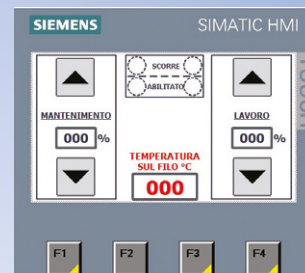 SIEMENS
SIMATIC HMI
SCORRE
ABILITATO
MANTENIMENTO
000 %
LAVORO
000 %
TEMPERATURA
SUL FILO °C
000
F1
F2
F3
F4